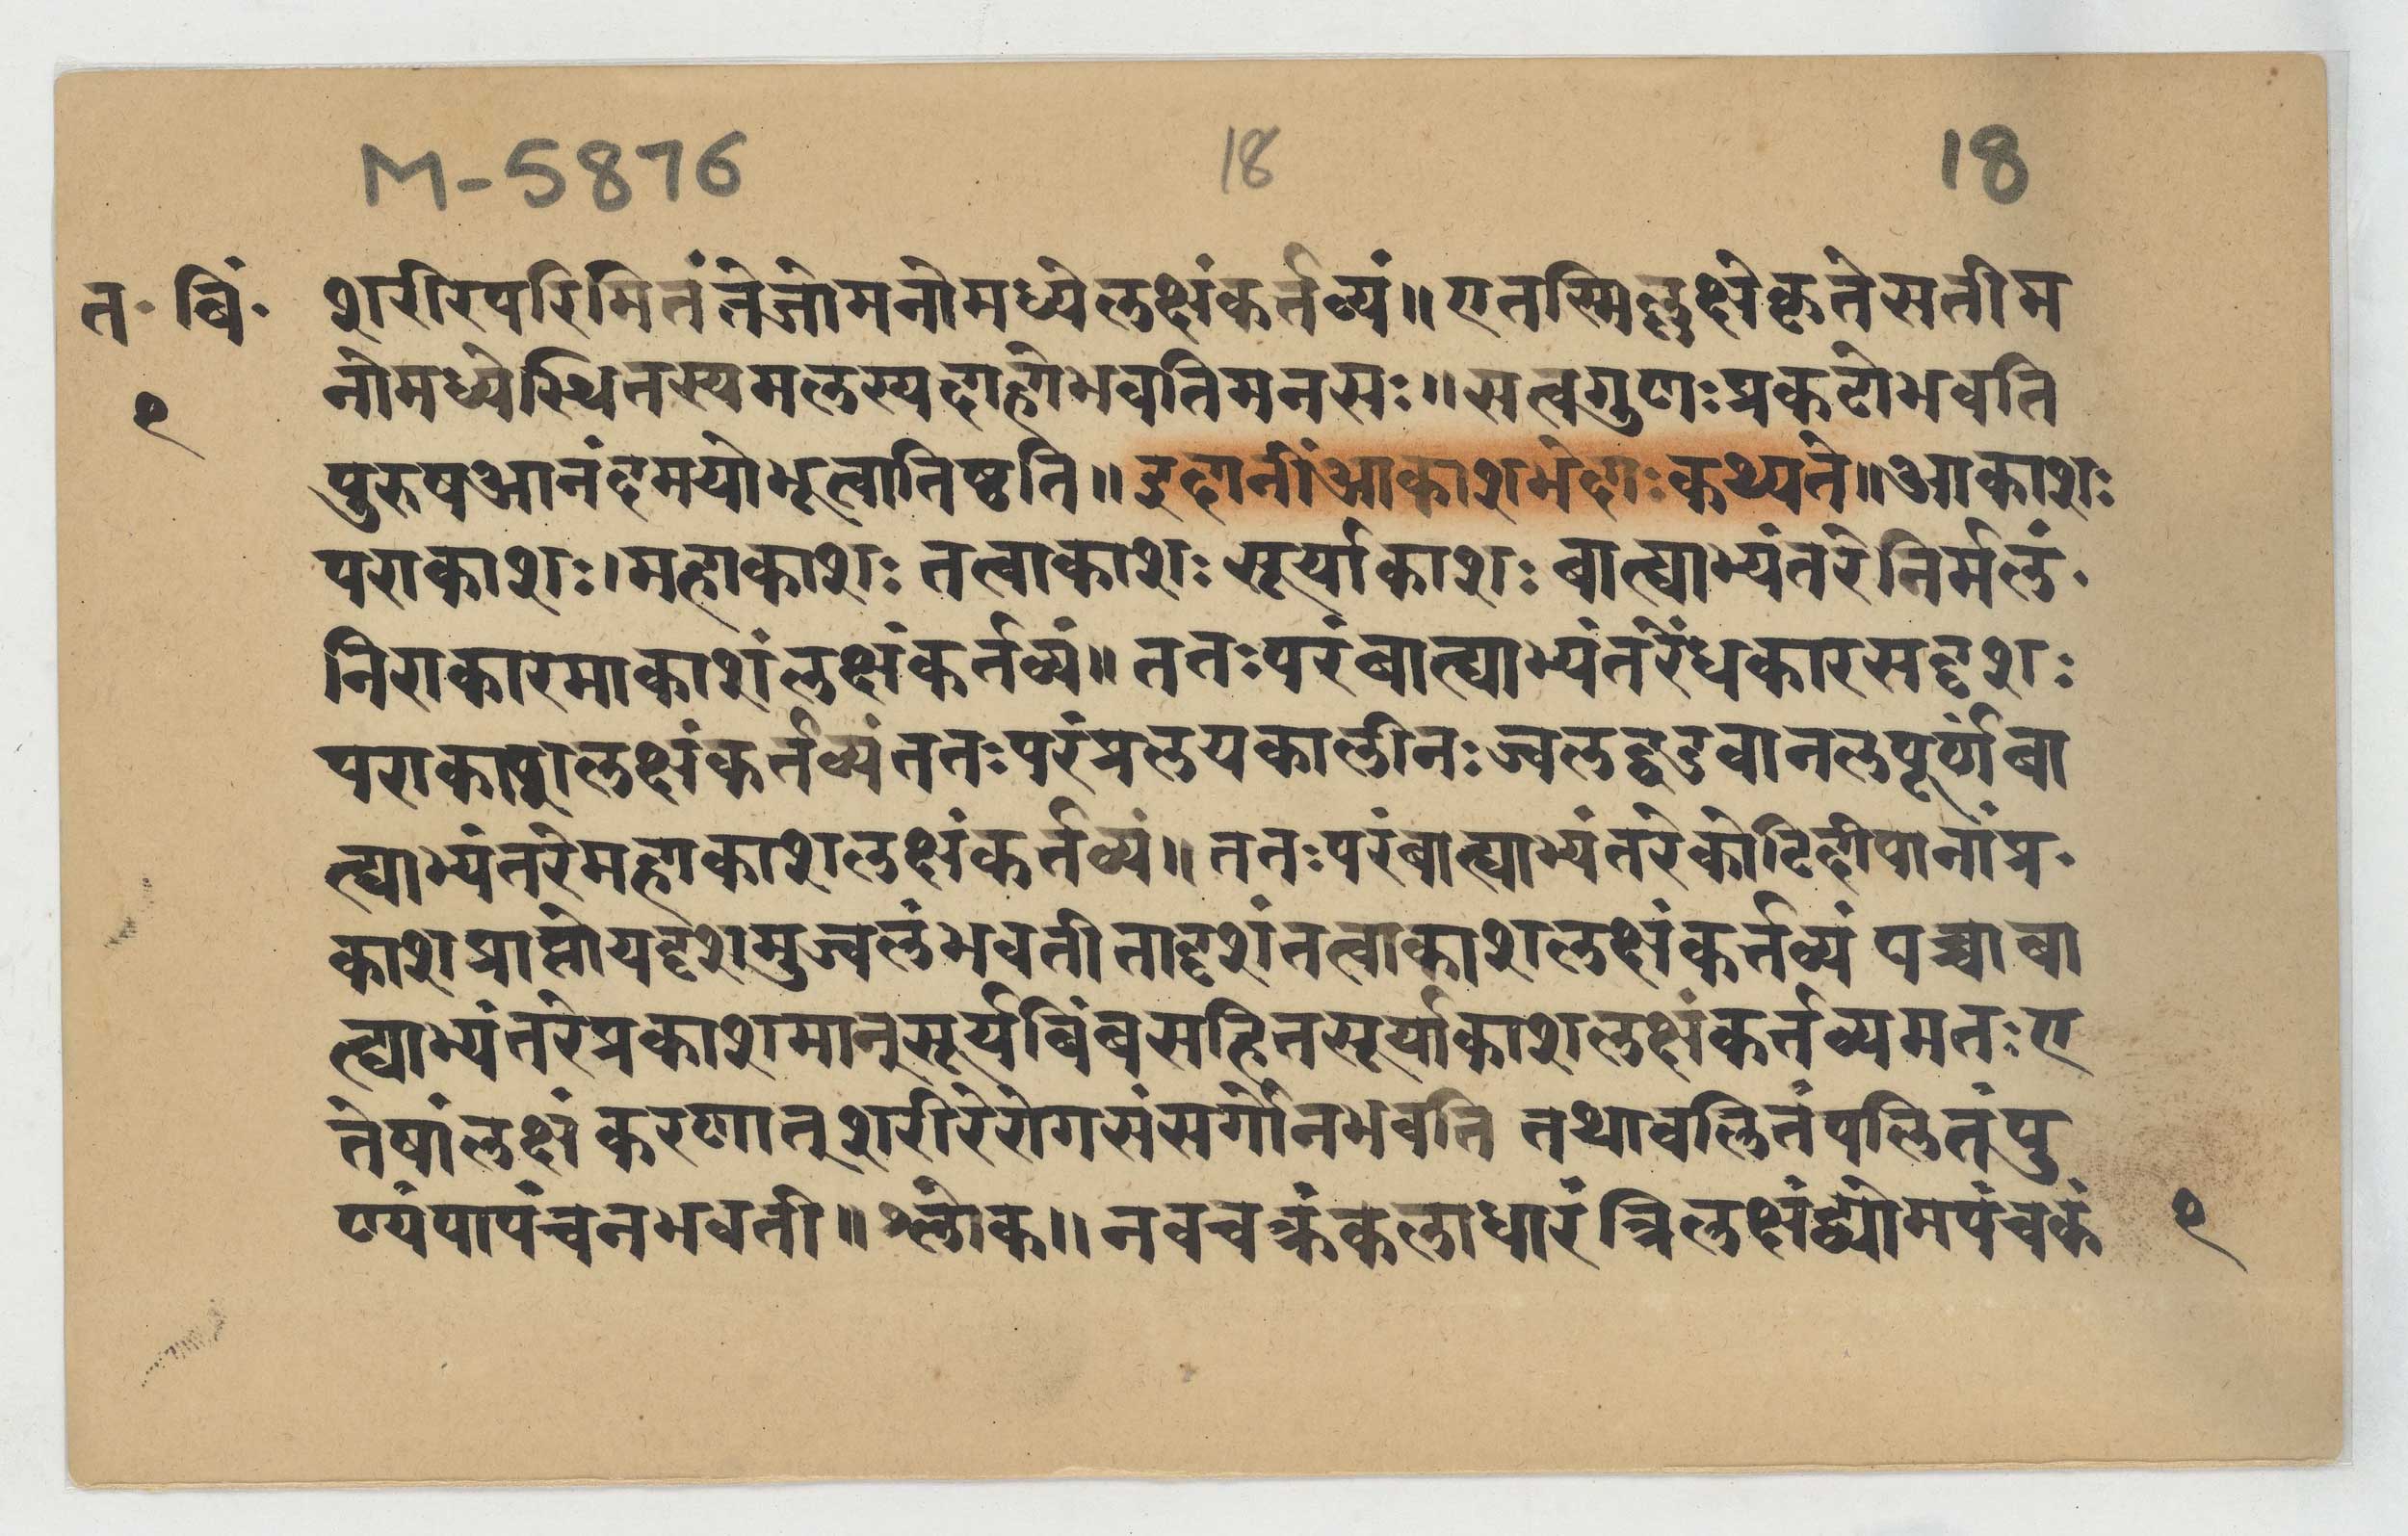 M-5876 18 18
त॰ बिं॰ शरीरपरिमितंतेजोमनोमध्येलक्षंकर्तव्यं॥एतस्मिल्लक्षेकृतेसतीम
नोमध्येस्थितस्यमलस्यदाहोभवतिमनसः॥सत्वगुणःप्रकटोभवति
९
पुरुषआनंदमयोभूत्वातिष्ठति॥इदानींआकाशभेदाःकथ्यते॥आकाशः
पराकाशः।महाकाशः तत्वाकाशः सूर्याकाशः बाह्याभ्यंतरेनिर्मलं॰
निराकारमाकाशंलक्षंकर्तव्यं॥ततःपरंबाह्याभ्यंतरेंधकारसदृशः
पराकाशलक्षंकर्तव्यंततःपरंप्रलयकालीनःज्वलद्वडवानलपूर्णंबा
ह्याभ्यंतरेमहाकाशलक्षंकर्तव्यं॥ततःपरंबाह्याभ्यंतरेकोटिदीपानांप्र॰
काशप्राप्तोयदृशमुज्वलंभवतीतादृशंतत्वाकाशलक्षंकर्तव्यं पश्चाबा
ह्याभ्यंतरेप्रकाशमान्सूर्यबिंबसहितसूर्याकाशलक्षंकर्तव्यमतःए
तेषांलक्षं करणात्शरीरेरोगसंसर्गोनभवति तथावलितंपलितंपु
ण्यंपापंचनभवती॥श्लोक॥नवचक्रंकलाधारंत्रिलक्षंव्योमपंचकं
९